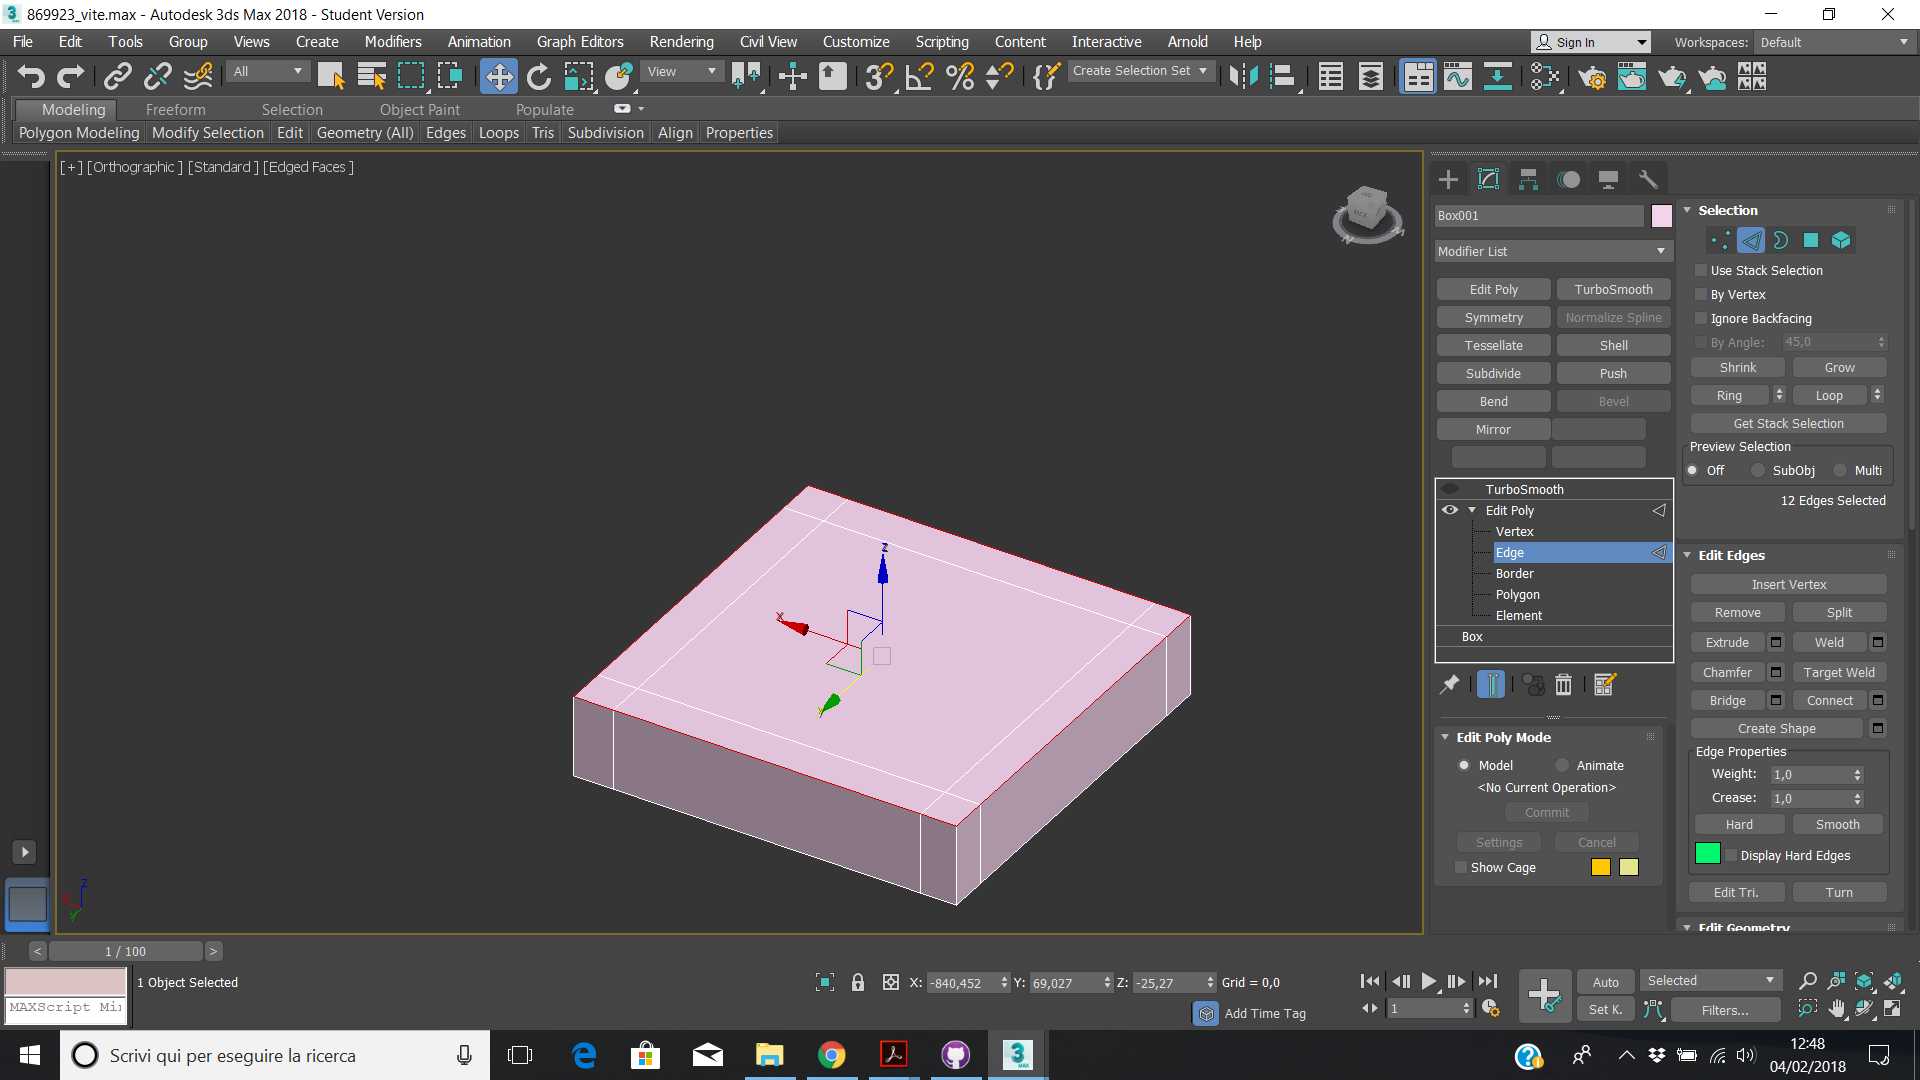 869923_vite.max - Autodesk 3ds Max 2018 - Student Version
File Edit Tools Group Views Create Modifiers Animation Graph Editors Rendering Civil View Customize Scripting Content Interactive Arnold Help Sign In Workspaces: Default
All View Create Selection Set
Modeling Freeform Selection Object Paint Populate
Polygon Modeling Modify Selection Edit Geometry (All) Edges Loops Tris Subdivision Align Properties
[+] [Orthographic ] [Standard ] [Edged Faces ]
Box001
Modifier List
Edit Poly TurboSmooth
Symmetry Normalize Spline
Tessellate Shell
Subdivide Push
Bend Bevel
Mirror
TurboSmooth
Edit Poly
Vertex
Edge
Border
Polygon
Element
Box
Edit Poly Mode
Model Animate
<No Current Operation>
Commit
Settings Cancel
Show Cage
Selection
Use Stack Selection
By Vertex
Ignore Backfacing
By Angle: 45,0
Shrink Grow
Ring Loop
Get Stack Selection
Preview Selection
Off SubObj Multi
12 Edges Selected
Edit Edges
Insert Vertex
Remove Split
Extrude Weld
Chamfer Target Weld
Bridge Connect
Create Shape
Edge Properties
Weight: 1,0
Crease: 1,0
Hard Smooth
Display Hard Edges
Edit Tri. Turn
Edit Geometry
z
x
y
z
y
< 1 / 100 >
1 Object Selected
MAXScript Mi
X: -840,452 Y: 69,027 Z: -25,27 Grid = 0,0
Add Time Tag
1
Auto Selected
Set K. Filters...
Scrivi qui per eseguire la ricerca
12:48
04/02/2018